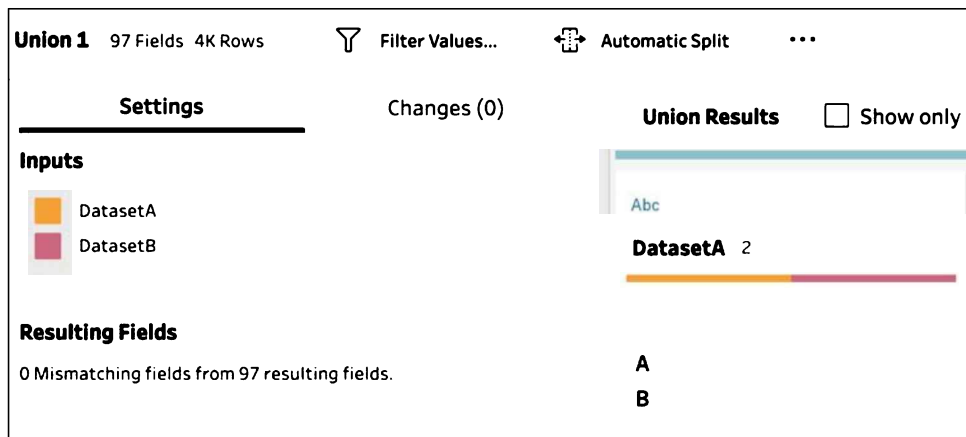 Union 1 97 Fields 4K Rows Filter Values... Automatic Split ...
Settings Changes (0)
Inputs
DatasetA
DatasetB
Resulting Fields
0 Mismatching fields from 97 resulting fields.
Union Results Show only
Abc
DatasetA 2
A
B